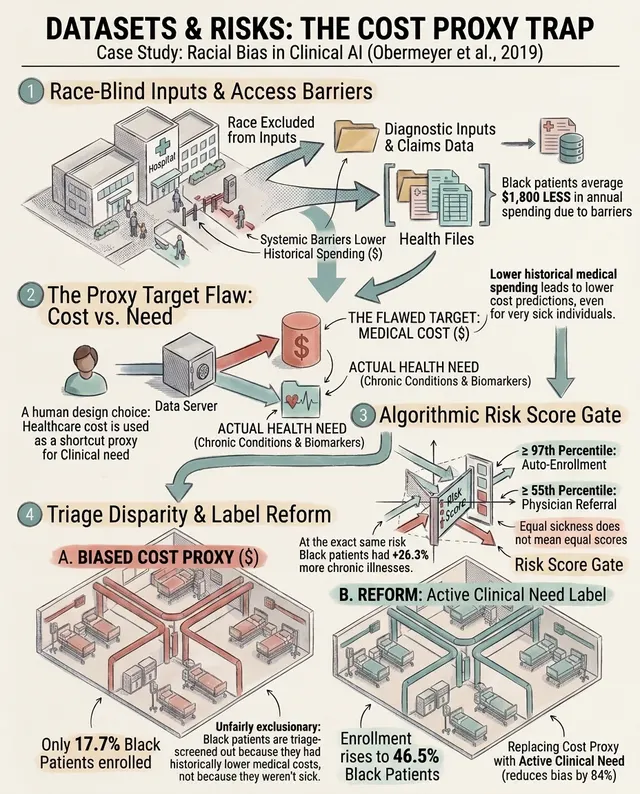 DATASETS & RISKS: THE COST PROXY TRAP
Case Study: Racial Bias in Clinical AI (Obermeyer et al., 2019)
1 Race-Blind Inputs & Access Barriers
Race Excluded
from Inputs
Hospital
Diagnostic Inputs
& Claims Data
Black patients average
$1,800 LESS in annual
spending due to barriers
Systemic Barriers Lower
Historical Spending ($)
Health Files
2 The Proxy Target Flaw:
Cost vs. Need
Lower historical medical
spending leads to lower
cost predictions, even
for very sick individuals.
$
THE FLAWED TARGET:
MEDICAL COST ($)
ACTUAL HEALTH NEED
(Chronic Conditions & Biomarkers)
Data Server
A human design choice:
Healthcare cost is used
as a shortcut proxy
for Clinical need
ACTUAL HEALTH NEED
(Chronic Conditions & Biomarkers)
3 Algorithmic Risk Score Gate
RISK
SCORE
≥ 97th Percentile:
Auto-Enrollment
≥ 55th Percentile:
Physician Referral
Equal sickness does
not mean equal scores
Risk Score Gate
At the exact same risk
Black patients had +26.3%
more chronic illnesses.
4 Triage Disparity & Label Reform
A. BIASED COST PROXY ($)
Only 17.7% Black
Patients enrolled
Unfairly exclusionary:
Black patients are triage-
screened out because they had
historically lower medical costs,
not because they weren't sick.
B. REFORM: Active Clinical Need Label
Enrollment
rises to 46.5%
Black Patients
Replacing Cost Proxy
with Active Clinical Need
(reduces bias by 84%)